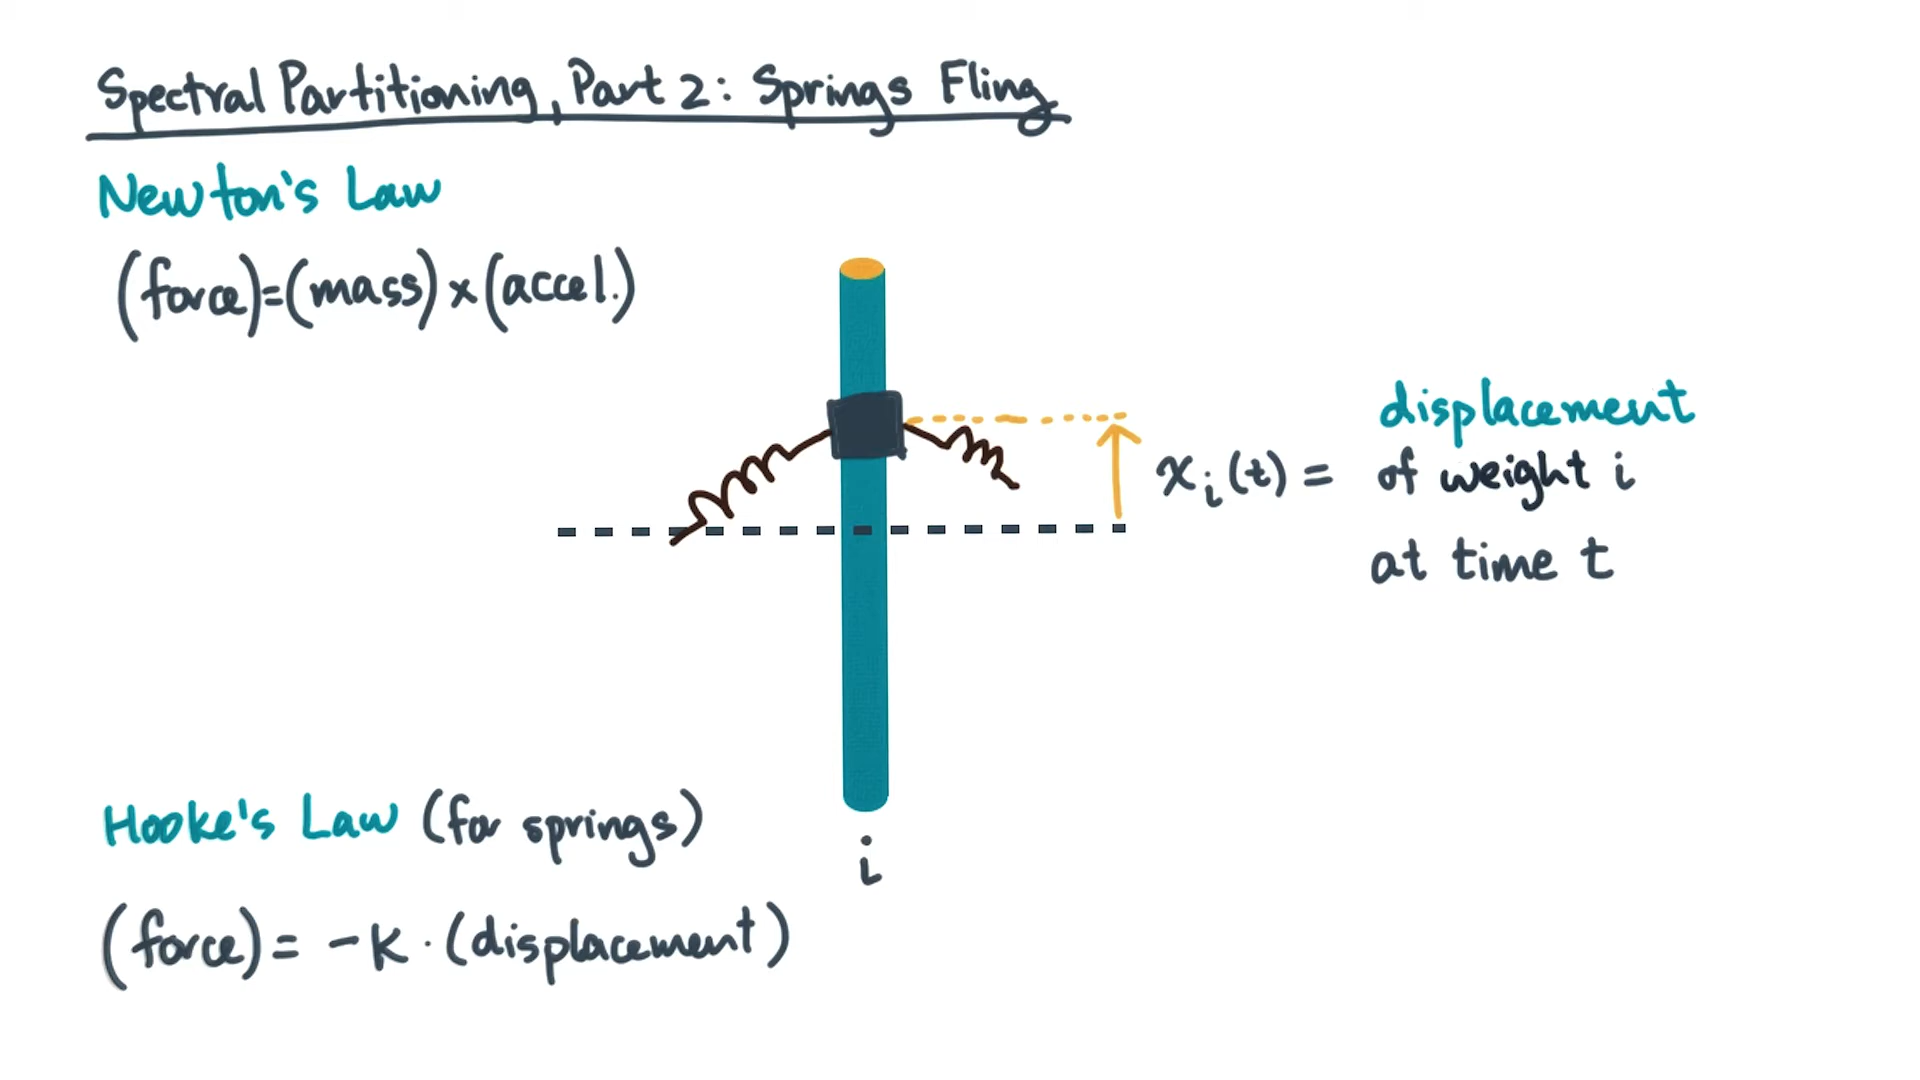 Spectral Partitioning, Part 2: Springs Fling
Newton's Law
(force)=(mass)x(accel.)
displacement
x_i(t) = of weight i
at time t
Hooke's Law (for springs)
i
(force) = -K · (displacement)